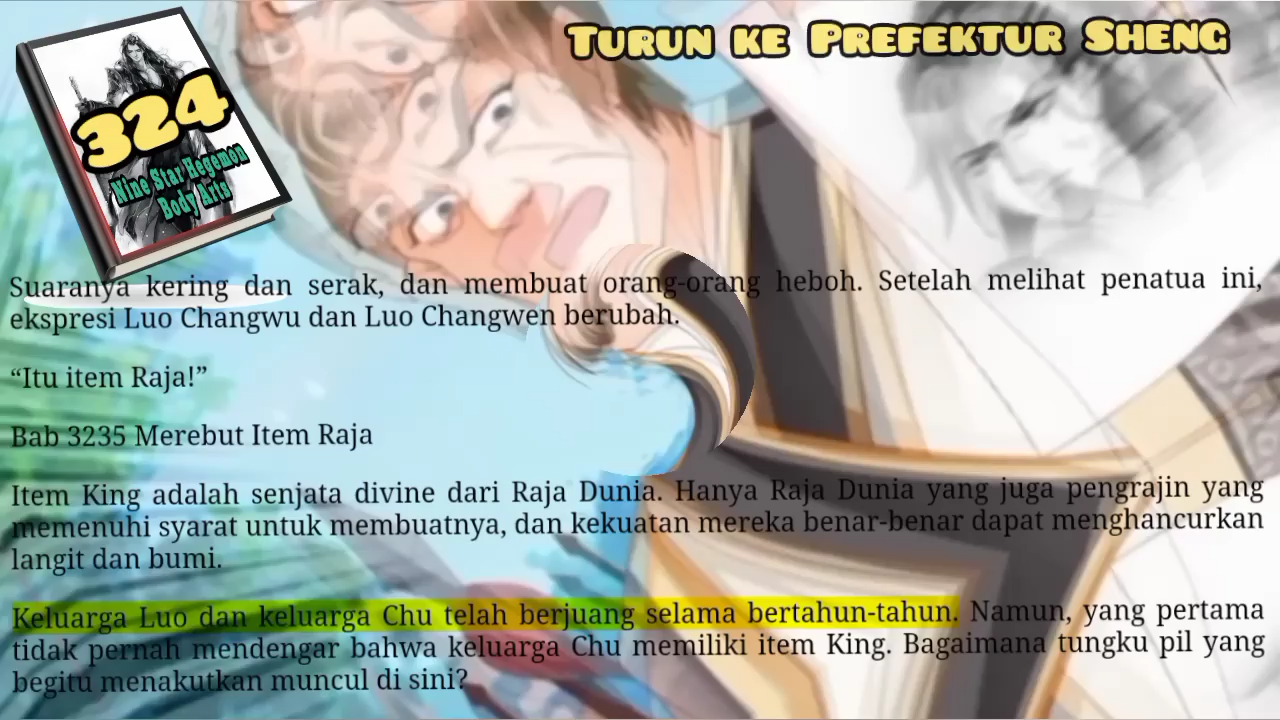 Turun ke Prefektur Sheng
324
Nine Star Hegemon
Body Arts
Suaranya kering dan serak, dan membuat orang-orang heboh. Setelah melihat penatua ini,
ekspresi Luo Changwu dan Luo Changwen berubah.
“Itu item Raja!”
Bab 3235 Merebut Item Raja
Item King adalah senjata divine dari Raja Dunia. Hanya Raja Dunia yang juga pengrajin yang
memenuhi syarat untuk membuatnya, dan kekuatan mereka benar-benar dapat menghancurkan
langit dan bumi.
Keluarga Luo dan keluarga Chu telah berjuang selama bertahun-tahun. Namun, yang pertama
tidak pernah mendengar bahwa keluarga Chu memiliki item King. Bagaimana tungku pil yang
begitu menakutkan muncul di sini?